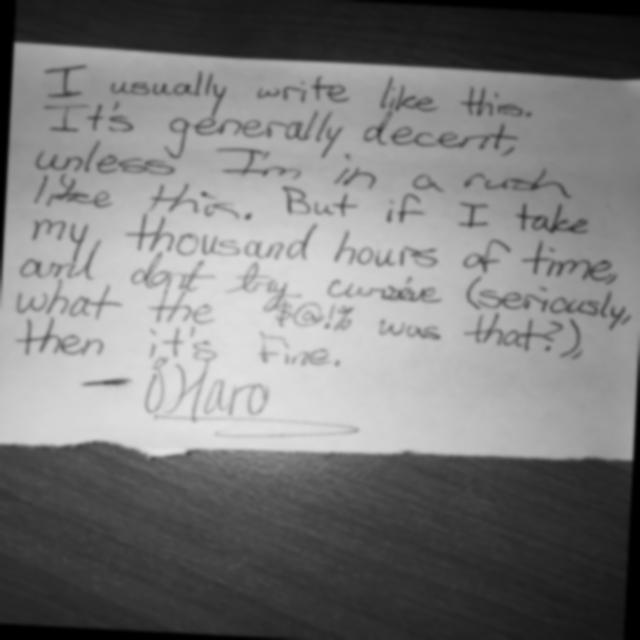 I usually write like this.
It's generally decent,
unless I'm in a rush
like this. But if I take
my thousand hours of time,
and don't try cursive (seriously,
what the $@!% was that?),
then it's fine.
— O'Haro